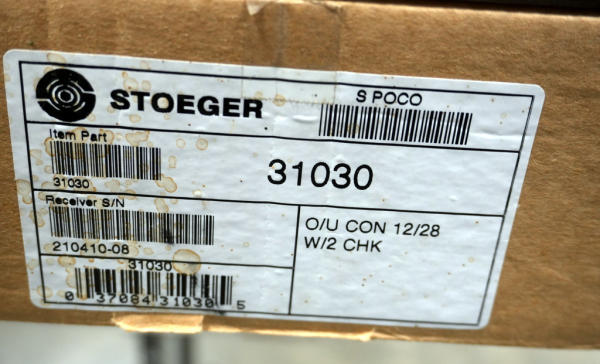 STOEGER
S POCO
Item Part
31030
31030
Receiver S/N
210410-08
O/U CON 12/28
W/2 CHK
31030
0 37084 31030 5